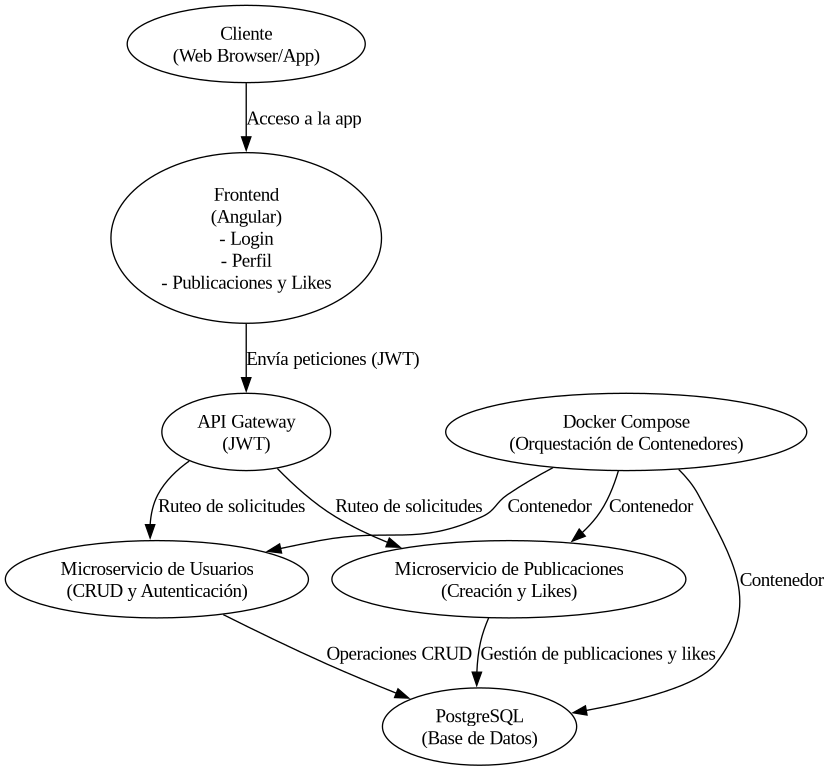 Cliente
(Web Browser/App)
Acceso a la app
Frontend
(Angular)
- Login
- Perfil
- Publicaciones y Likes
Envía peticiones (JWT)
API Gateway
(JWT)
Docker Compose
(Orquestación de Contenedores)
Ruteo de solicitudes
Ruteo de solicitudes
Contenedor
Contenedor
Contenedor
Microservicio de Usuarios
(CRUD y Autenticación)
Microservicio de Publicaciones
(Creación y Likes)
Operaciones CRUD
Gestión de publicaciones y likes
PostgreSQL
(Base de Datos)